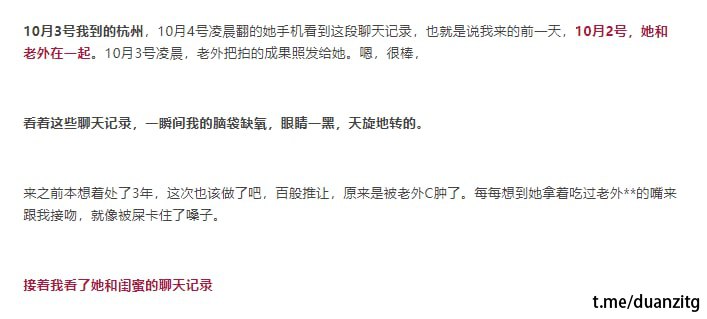 10月3号我到的杭州，10月4号凌晨翻的她手机看到这段聊天记录，也就是说我来的前一天，10月2号，她和
老外在一起。10月3号凌晨，老外把拍的成果照发给她。嗯，很棒，
看着这些聊天记录，一瞬间我的脑袋缺氧，眼睛一黑，天旋地转的。
来之前本想着处了3年，这次也该做了吧，百般推让，原来是被老外C肿了。每每想到她拿着吃过老外**的嘴来
跟我接吻，就像被屎卡住了嗓子。
接着我看了她和闺蜜的聊天记录
t.me/duanzitg